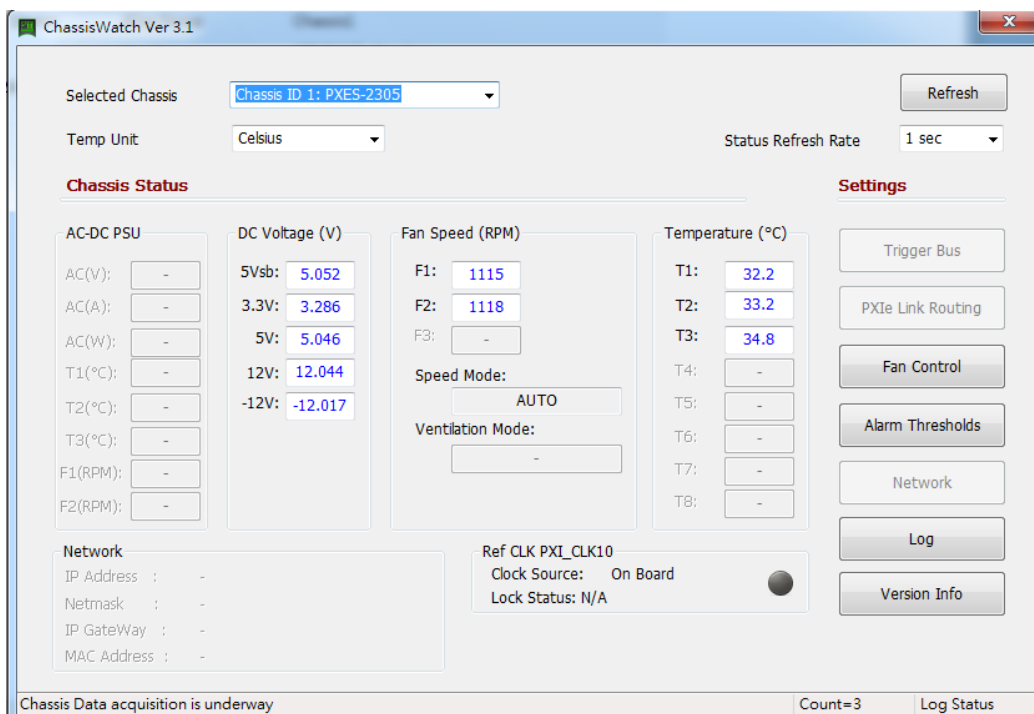 ChassisWatch Ver 3.1
Selected Chassis Chassis ID 1: PXES-2305 Refresh
Temp Unit Celsius Status Refresh Rate 1 sec
Chassis Status
AC-DC PSU
AC(V): -
AC(A): -
AC(W): -
T1(°C): -
T2(°C): -
T3(°C): -
F1(RPM): -
F2(RPM): -
DC Voltage (V)
5Vsb: 5.052
3.3V: 3.286
5V: 5.046
12V: 12.044
-12V: -12.017
Fan Speed (RPM)
F1: 1115
F2: 1118
F3: -
Speed Mode:
AUTO
Ventilation Mode:
-
Temperature (°C)
T1: 32.2
T2: 33.2
T3: 34.8
T4: -
T5: -
T6: -
T7: -
T8: -
Settings
Trigger Bus
PXIe Link Routing
Fan Control
Alarm Thresholds
Network
Log
Version Info
Network
IP Address : -
Netmask : -
IP GateWay : -
MAC Address : -
Ref CLK PXI_CLK10
Clock Source: On Board
Lock Status: N/A
Chassis Data acquisition is underway Count=3 Log Status